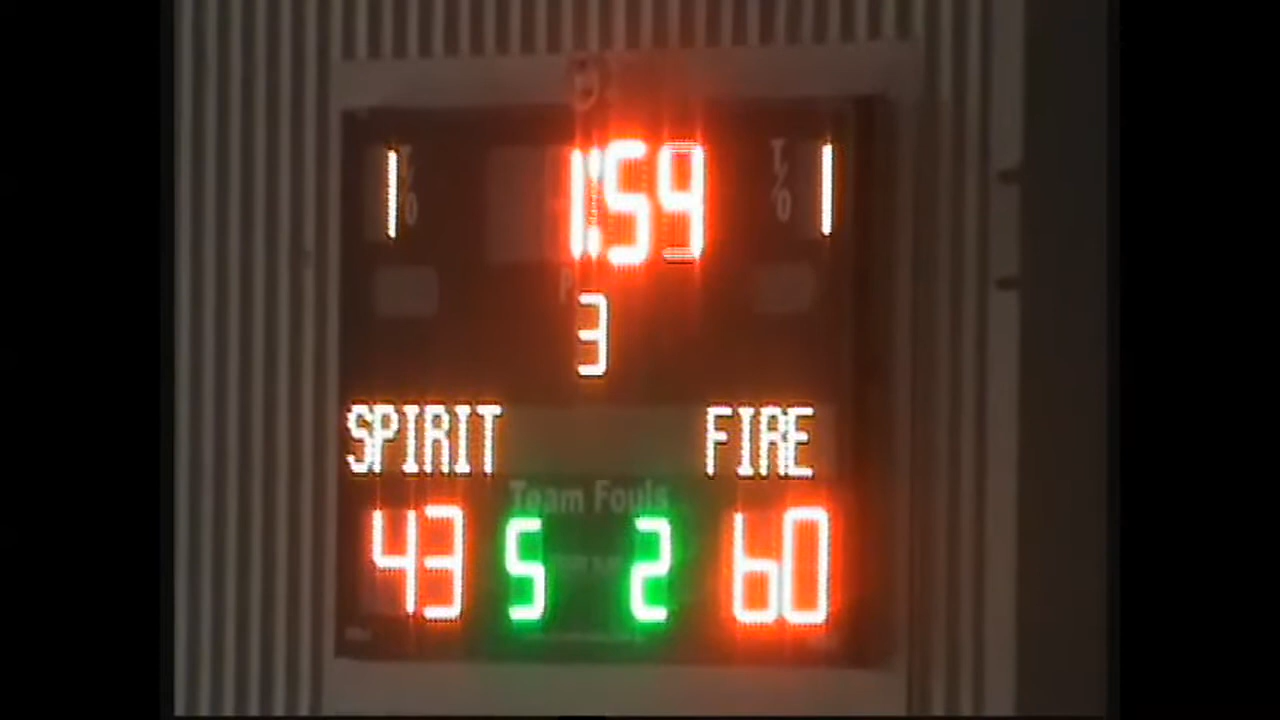 1 T/O 1:59 T/O 1
P
3
SPIRIT FIRE
Team Fouls
43 5 2 60